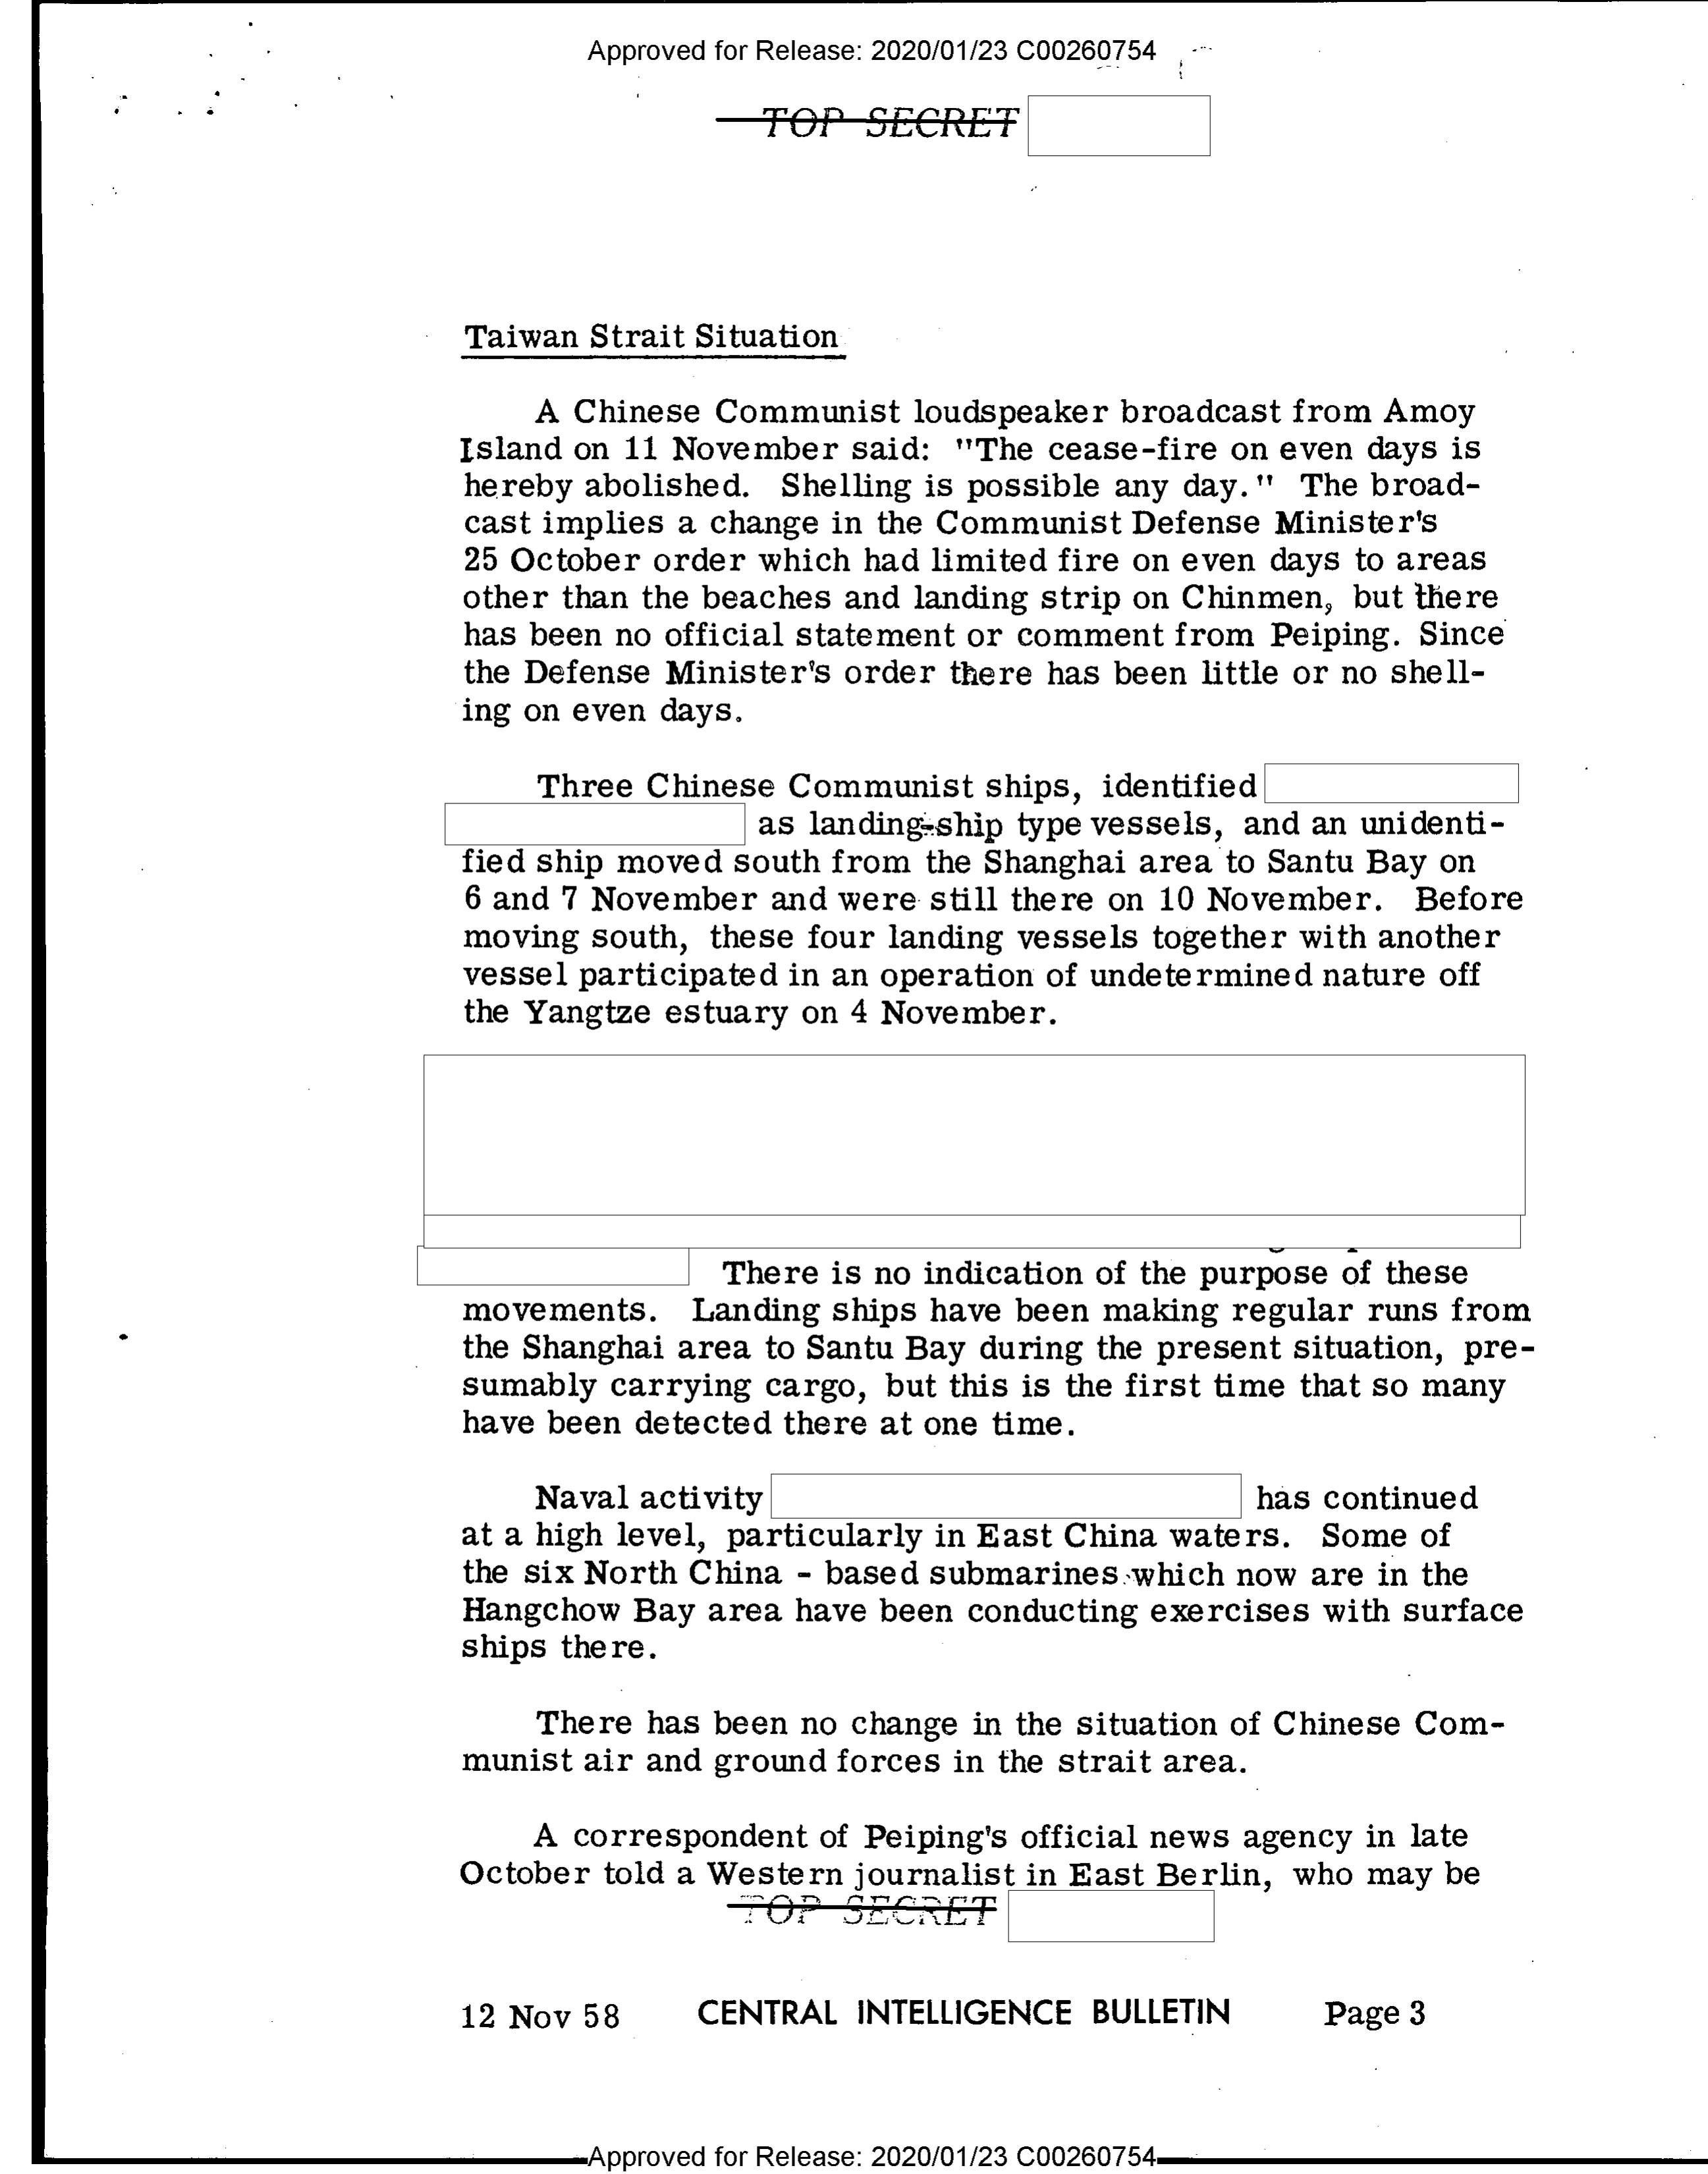 Approved for Release: 2020/01/23 C00260754
TOP SECRET
Taiwan Strait Situation
A Chinese Communist loudspeaker broadcast from Amoy
Island on 11 November said: "The cease-fire on even days is
hereby abolished. Shelling is possible any day." The broad-
cast implies a change in the Communist Defense Minister's
25 October order which had limited fire on even days to areas
other than the beaches and landing strip on Chinmen, but there
has been no official statement or comment from Peiping. Since
the Defense Minister's order there has been little or no shell-
ing on even days.
Three Chinese Communist ships, identified
as landing-ship type vessels, and an unidenti-
fied ship moved south from the Shanghai area to Santu Bay on
6 and 7 November and were still there on 10 November. Before
moving south, these four landing vessels together with another
vessel participated in an operation of undetermined nature off
the Yangtze estuary on 4 November.
There is no indication of the purpose of these
movements. Landing ships have been making regular runs from
the Shanghai area to Santu Bay during the present situation, pre-
sumably carrying cargo, but this is the first time that so many
have been detected there at one time.
Naval activity has continued
at a high level, particularly in East China waters. Some of
the six North China - based submarines which now are in the
Hangchow Bay area have been conducting exercises with surface
ships there.
There has been no change in the situation of Chinese Com-
munist air and ground forces in the strait area.
A correspondent of Peiping's official news agency in late
October told a Western journalist in East Berlin, who may be
TOP SECRET
12 Nov 58 CENTRAL INTELLIGENCE BULLETIN Page 3
Approved for Release: 2020/01/23 C00260754